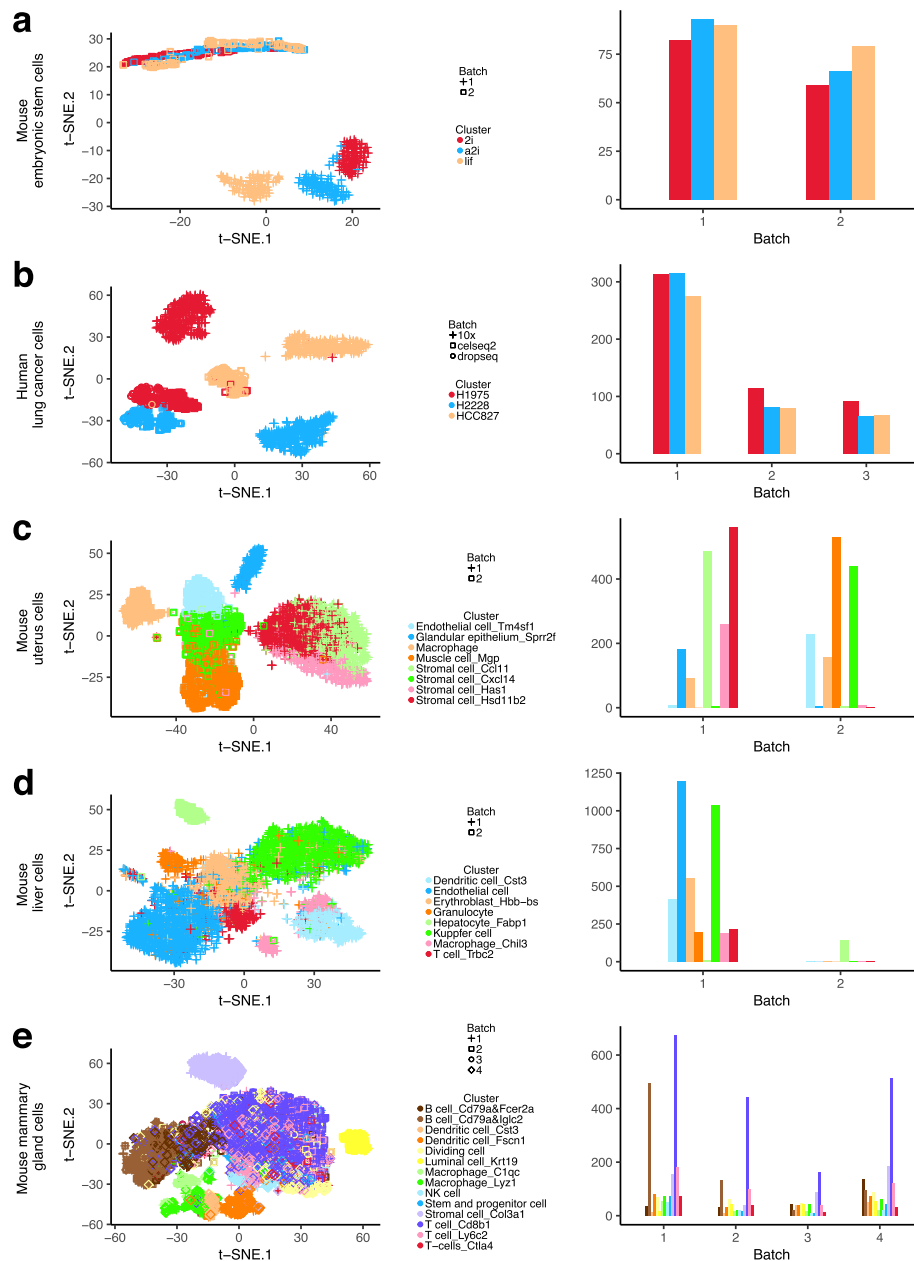 a
Mouse
embryonic stem cells
t−SNE.2
30
20
10
0
−10
−20
−30
−20
0
20
t−SNE.1
Batch
1
2
Cluster
2i
a2i
lif
75
50
25
0
1
2
Batch
b
Human
lung cancer cells
t−SNE.2
60
30
0
−30
−60
−30
0
30
60
t−SNE.1
Batch
10x
celseq2
dropseq
Cluster
H1975
H2228
HCC827
300
200
100
0
1
2
3
Batch
c
Mouse
uterus cells
t−SNE.2
50
25
0
−25
−40
0
40
t−SNE.1
Batch
1
2
Cluster
Endothelial cell_Tm4sf1
Glandular epithelium_Sprr2f
Macrophage
Muscle cell_Mgp
Stromal cell_Ccl11
Stromal cell_Cxcl14
Stromal cell_Has1
Stromal cell_Hsd11b2
400
200
0
1
2
Batch
d
Mouse
liver cells
t−SNE.2
50
25
0
−25
−30
0
30
t−SNE.1
Batch
1
2
Cluster
Dendritic cell_Cst3
Endothelial cell
Erythroblast_Hbb−bs
Granulocyte
Hepatocyte_Fabp1
Kupffer cell
Macrophage_Chil3
T cell_Trbc2
1250
1000
750
500
250
0
1
2
Batch
e
Mouse mammary
gland cells
t−SNE.2
60
30
0
−30
−60
−60
−30
0
30
60
t−SNE.1
Batch
1
2
3
4
Cluster
B cell_Cd79a&Fcer2a
B cell_Cd79a&Iglc2
Dendritic cell_Cst3
Dendritic cell_Fscn1
Dividing cell
Luminal cell_Krt19
Macrophage_C1qc
Macrophage_Lyz1
NK cell
Stem and progenitor cell
Stromal cell_Col3a1
T cell_Cd8b1
T cell_Ly6c2
T−cells_Ctla4
600
400
200
0
1
2
3
4
Batch